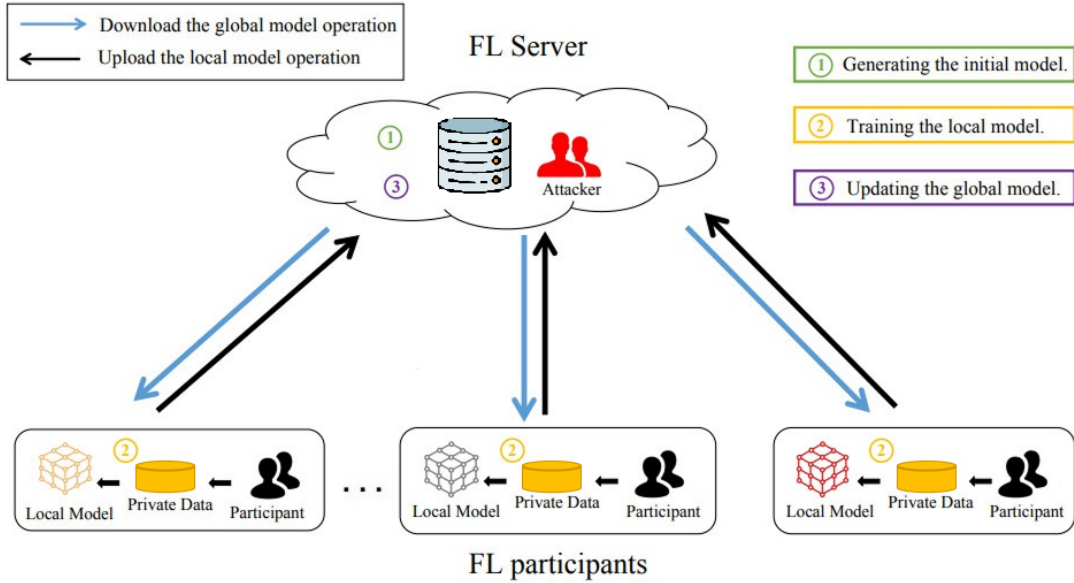 Download the global model operation
Upload the local model operation
FL Server
① Generating the initial model.
② Training the local model.
③ Updating the global model.
①
③
Attacker
②
Local Model
Private Data
Participant
...
②
Local Model
Private Data
Participant
②
Local Model
Private Data
Participant
FL participants